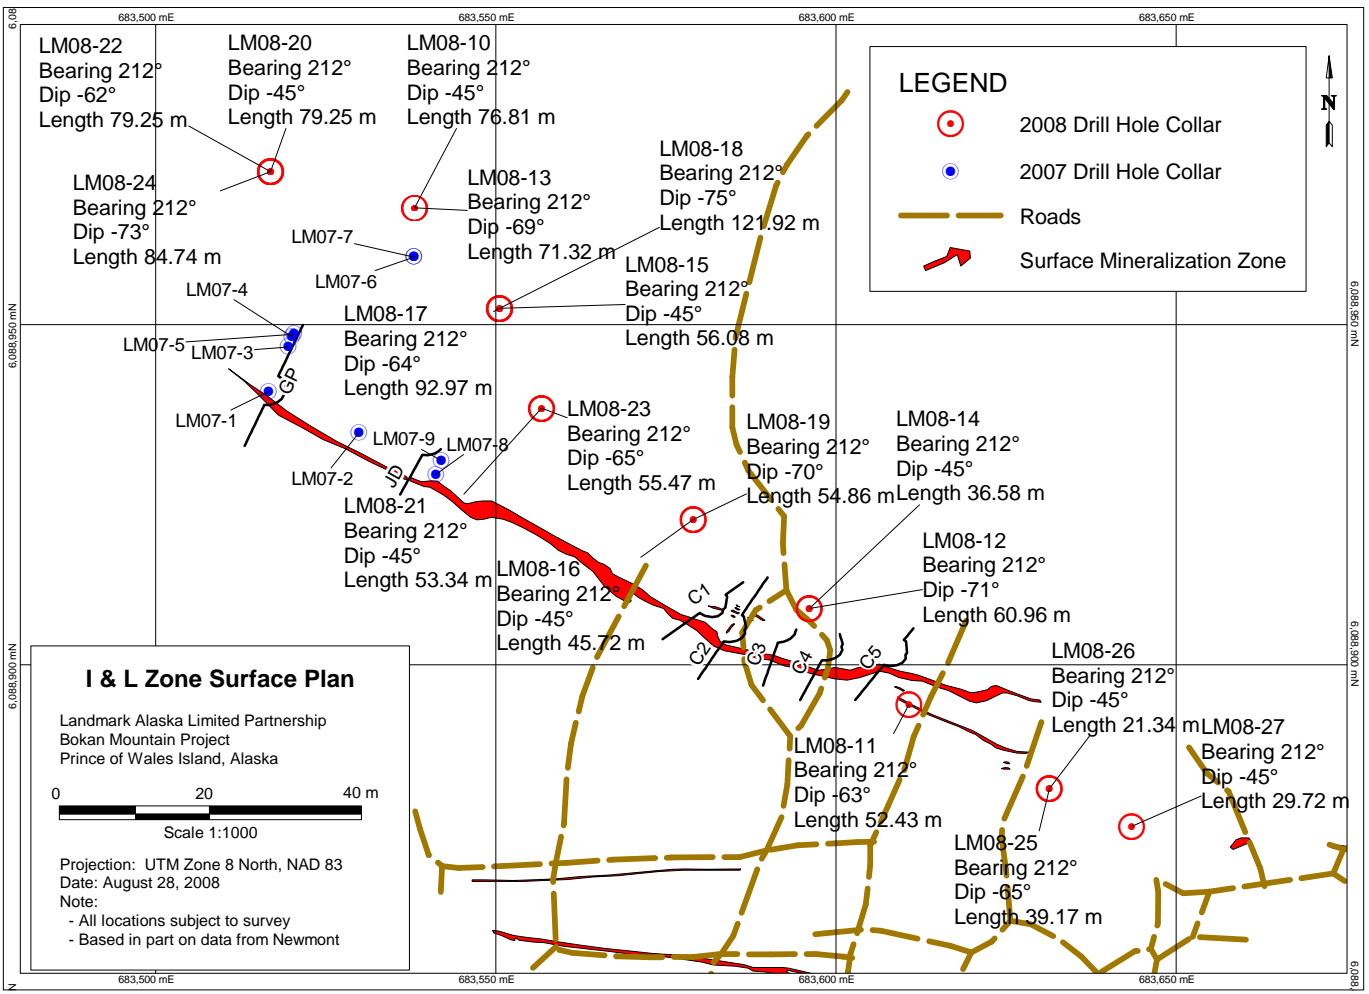 683,500 mE
683,550 mE
683,600 mE
683,650 mE
6,08
LM08-22
Bearing 212°
Dip -62°
Length 79.25 m
LM08-20
Bearing 212°
Dip -45°
Length 79.25 m
LM08-10
Bearing 212°
Dip -45°
Length 76.81 m
LEGEND
2008 Drill Hole Collar
2007 Drill Hole Collar
Roads
Surface Mineralization Zone
N
LM08-24
Bearing 212°
Dip -73°
Length 84.74 m
LM08-13
Bearing 212°
Dip -69°
Length 71.32 m
LM08-18
Bearing 212°
Dip -75°
Length 121.92 m
LM07-7
LM07-6
LM08-15
Bearing 212°
Dip -45°
Length 56.08 m
LM07-4
LM07-5
LM07-3
LM07-1
GP
LM08-17
Bearing 212°
Dip -64°
Length 92.97 m
6,088,950 mN
6,088,950 mN
LM08-23
Bearing 212°
Dip -65°
Length 55.47 m
LM08-19
Bearing 212°
Dip -70°
Length 54.86 m
LM08-14
Bearing 212°
Dip -45°
Length 36.58 m
LM07-9
LM07-8
LM07-2
JD
LM08-21
Bearing 212°
Dip -45°
Length 53.34 m
LM08-16
Bearing 212°
Dip -45°
Length 45.72 m
LM08-12
Bearing 212°
Dip -71°
Length 60.96 m
C1
C2
C3
C4
C5
6,088,900 mN
6,088,900 mN
LM08-26
Bearing 212°
Dip -45°
Length 21.34 m
LM08-27
Bearing 212°
Dip -45°
Length 29.72 m
LM08-11
Bearing 212°
Dip -63°
Length 52.43 m
LM08-25
Bearing 212°
Dip -65°
Length 39.17 m
I & L Zone Surface Plan
Landmark Alaska Limited Partnership
Bokan Mountain Project
Prince of Wales Island, Alaska
0 20 40 m
Scale 1:1000
Projection: UTM Zone 8 North, NAD 83
Date: August 28, 2008
Note:
- All locations subject to survey
- Based in part on data from Newmont
N
6,088,
683,500 mE
683,550 mE
683,600 mE
683,650 mE